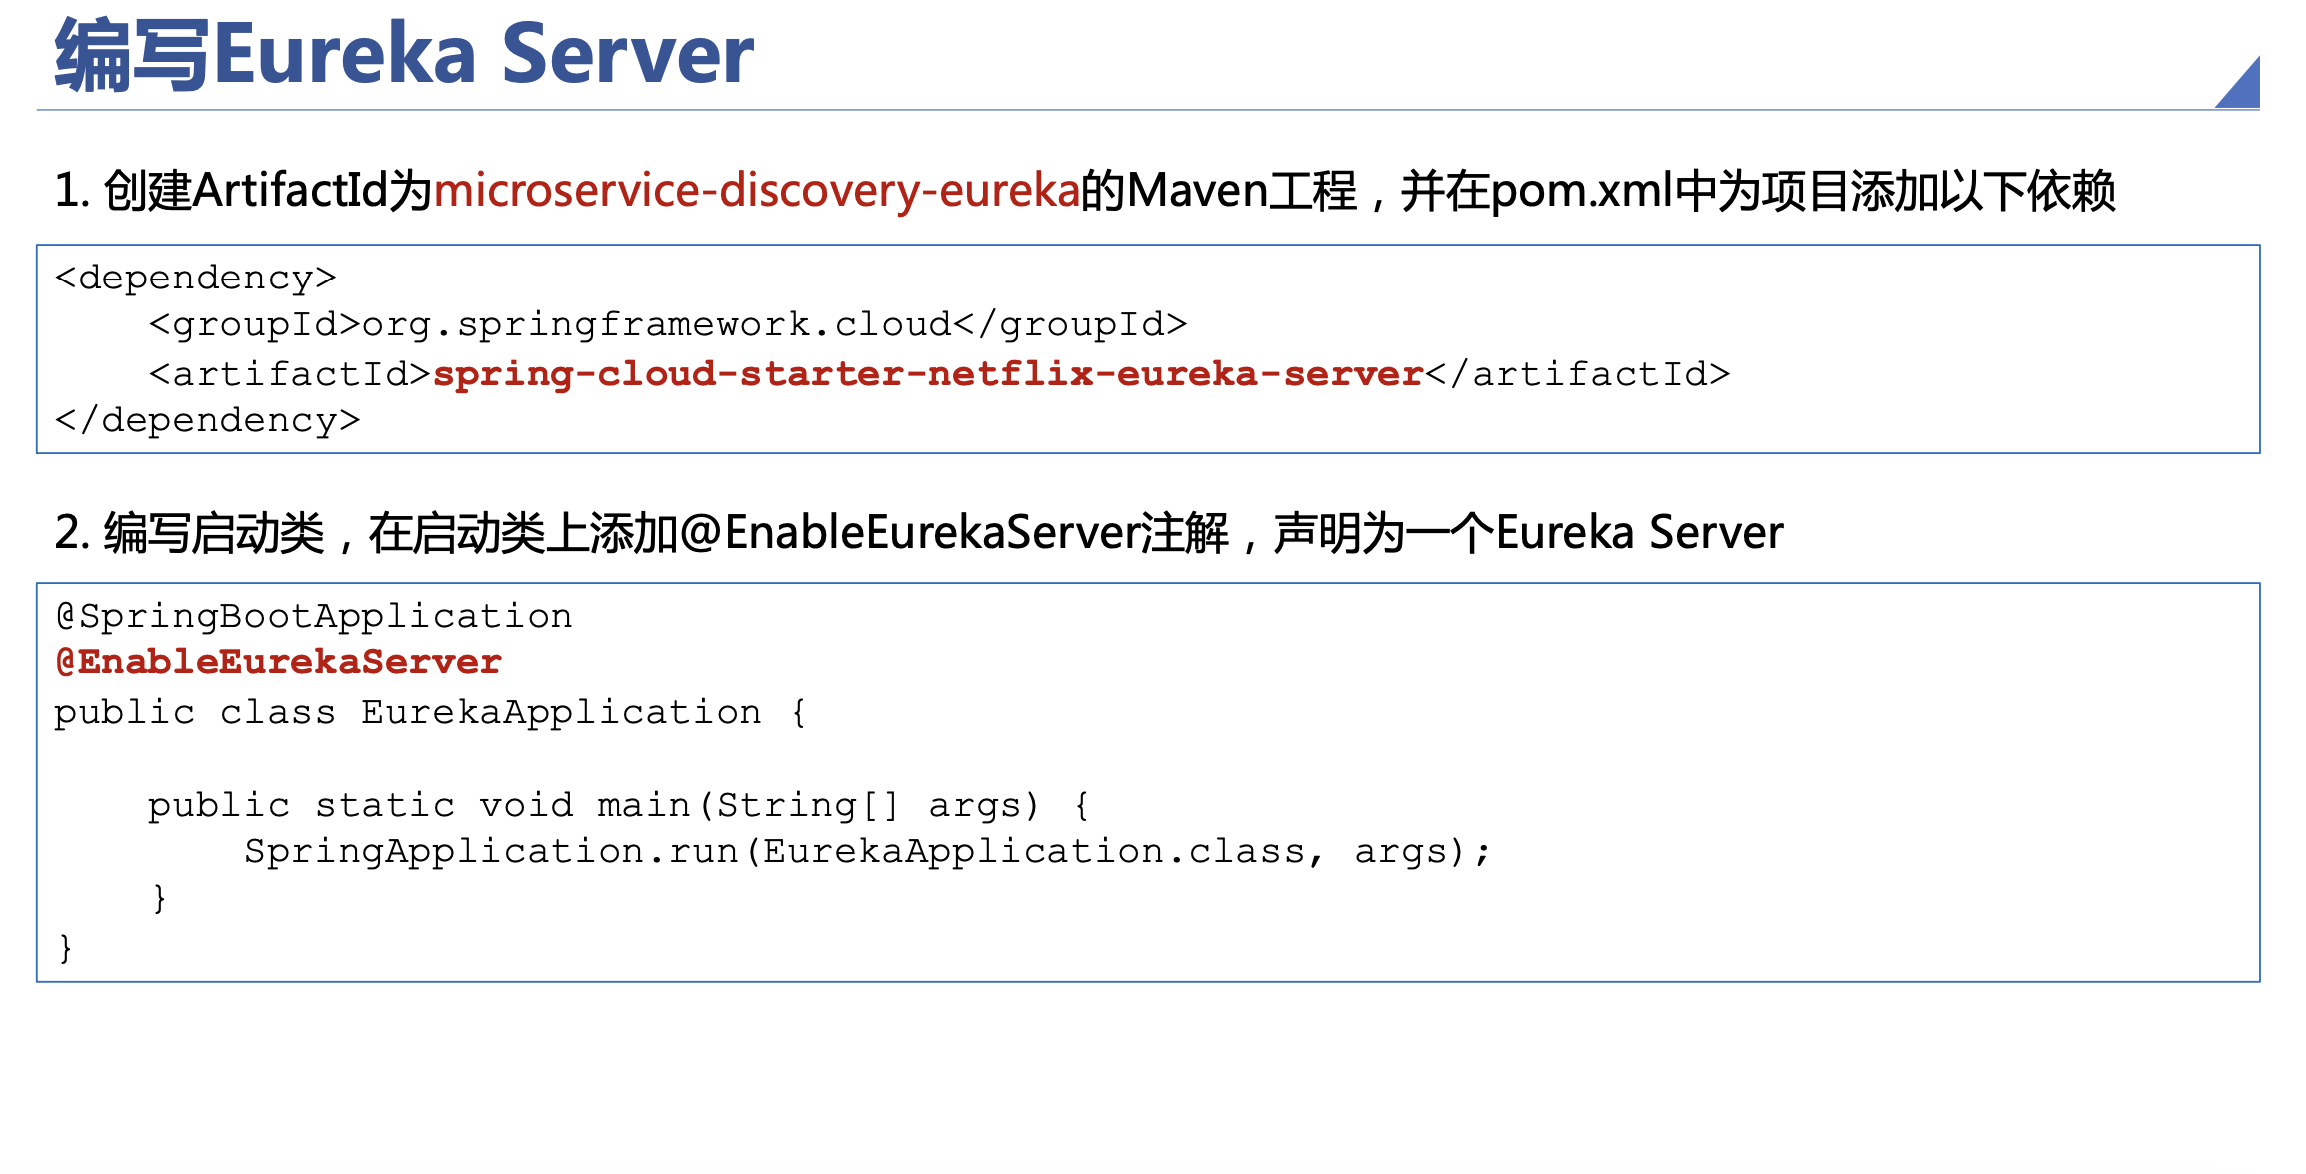 编写Eureka Server
1. 创建ArtifactId为microservice-discovery-eureka的Maven工程，并在pom.xml中为项目添加以下依赖
<dependency>
    <groupId>org.springframework.cloud</groupId>
    <artifactId>spring-cloud-starter-netflix-eureka-server</artifactId>
</dependency>
2. 编写启动类，在启动类上添加@EnableEurekaServer注解，声明为一个Eureka Server
@SpringBootApplication
@EnableEurekaServer
public class EurekaApplication {
    public static void main(String[] args) {
        SpringApplication.run(EurekaApplication.class, args);
    }
}